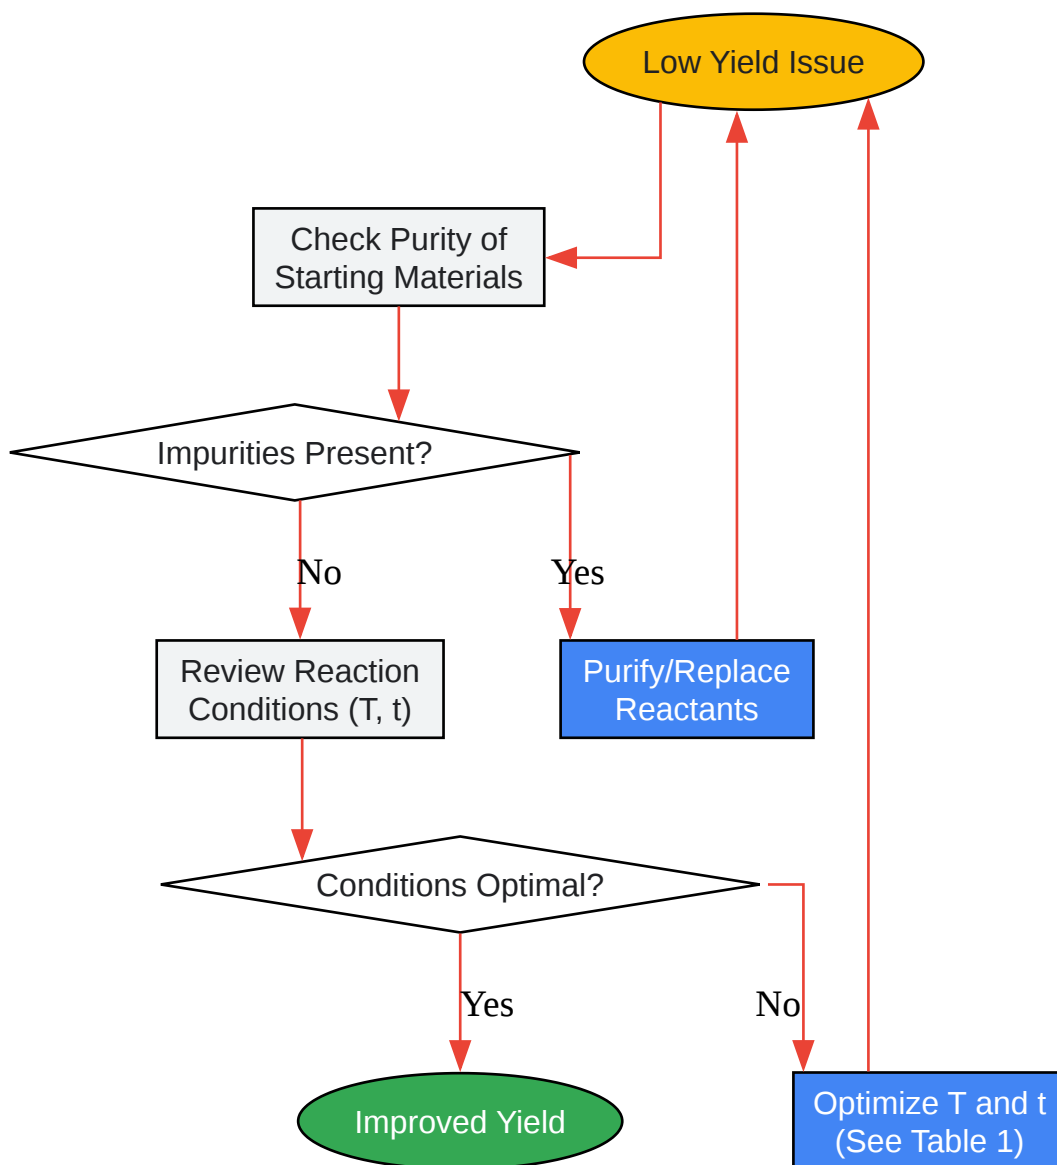 Low Yield Issue
Check Purity of
Starting Materials
Impurities Present?
No
Yes
Review Reaction
Conditions (T, t)
Purify/Replace
Reactants
Conditions Optimal?
Yes
No
Improved Yield
Optimize T and t
(See Table 1)